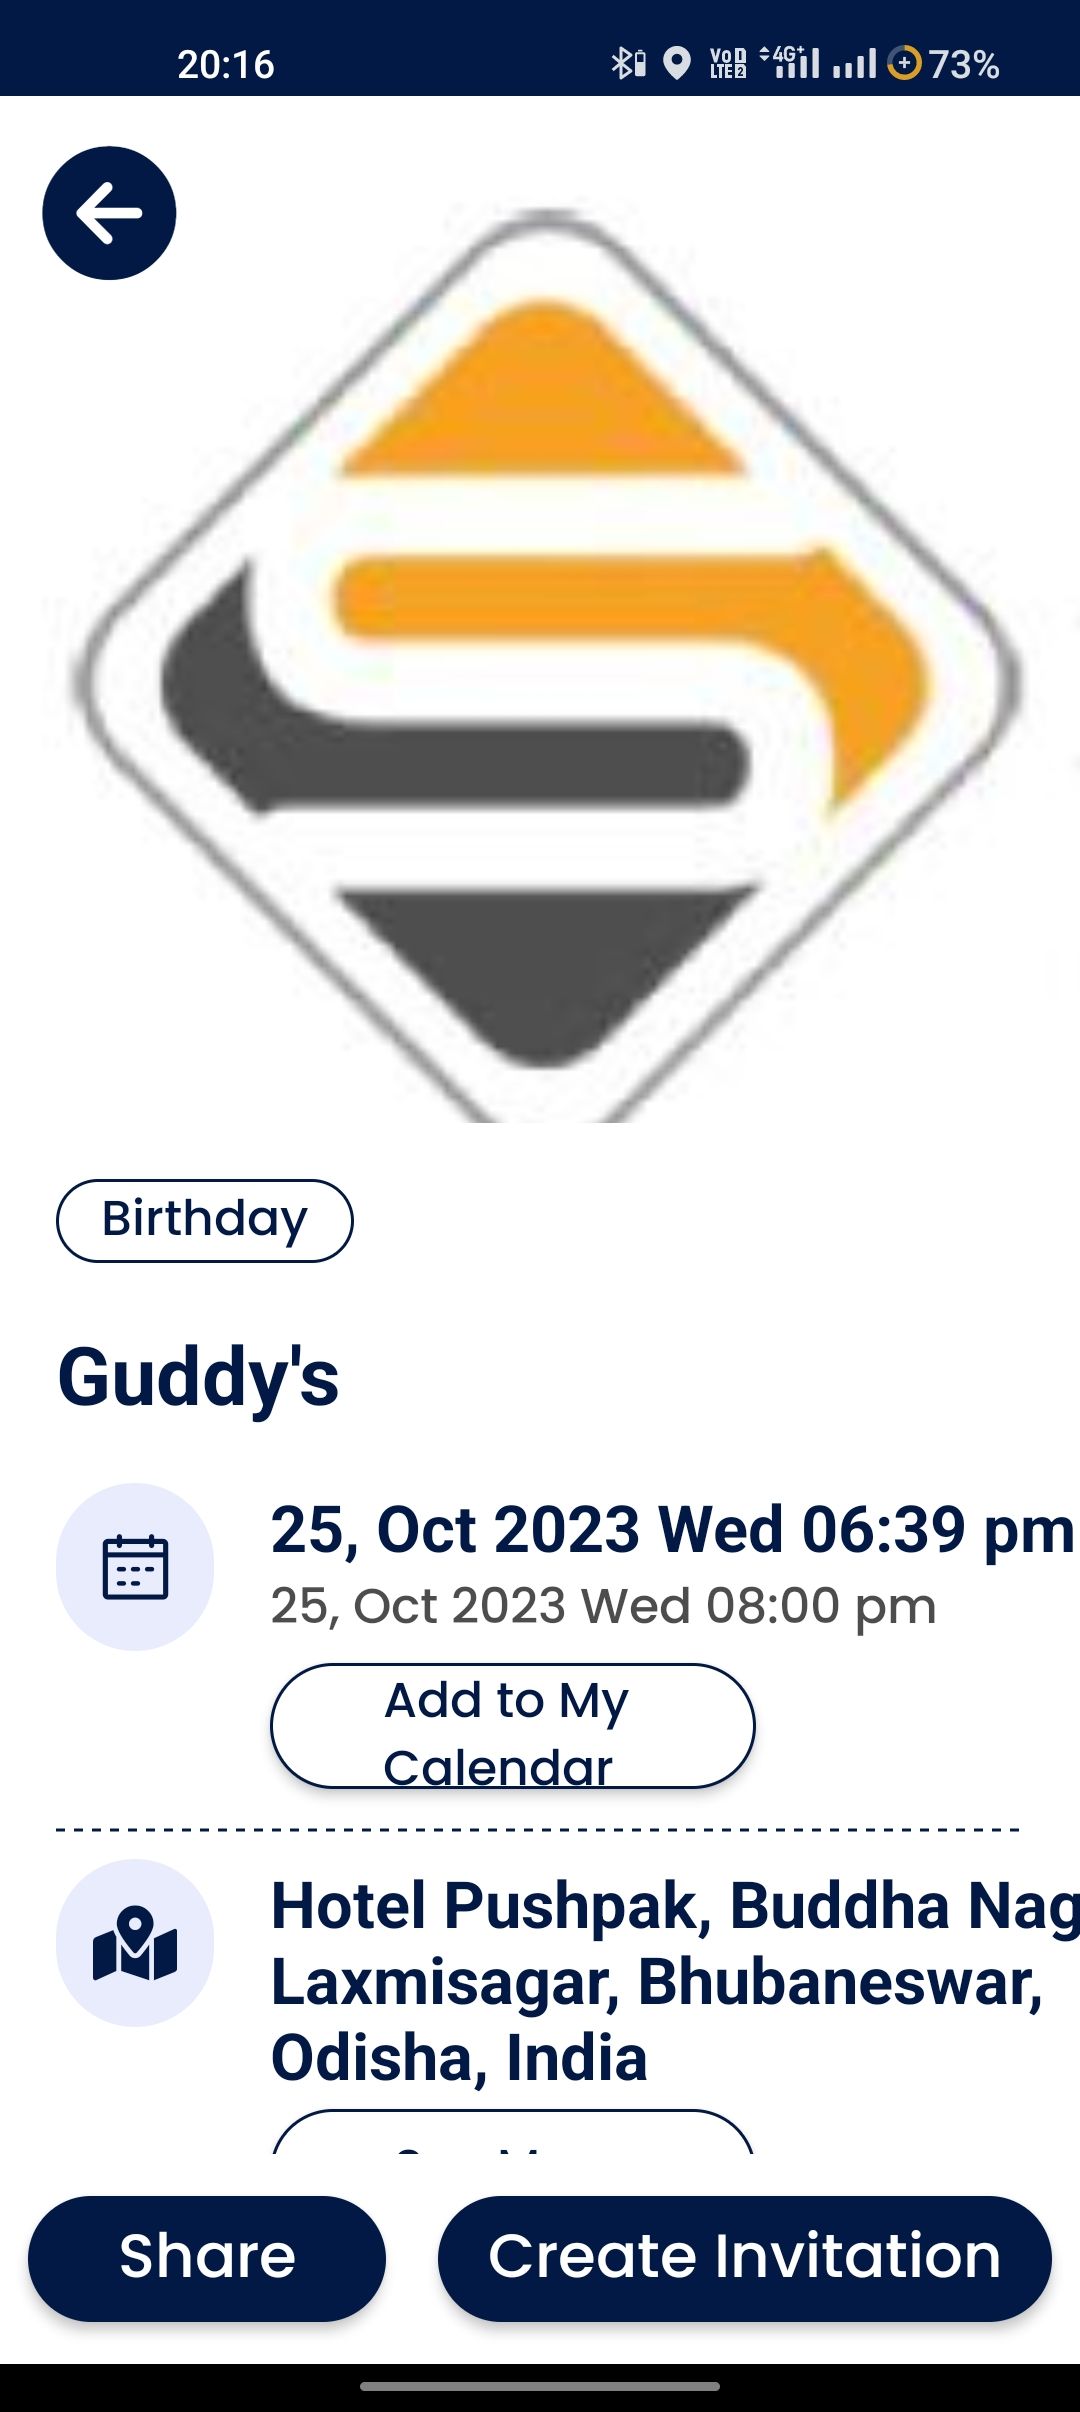 20:16
Vo LTE 2 4G+ 73%
Birthday
Guddy's
25, Oct 2023 Wed 06:39 pm
25, Oct 2023 Wed 08:00 pm
Add to My
Calendar
Hotel Pushpak, Buddha Nag
Laxmisagar, Bhubaneswar,
Odisha, India
Share
Create Invitation